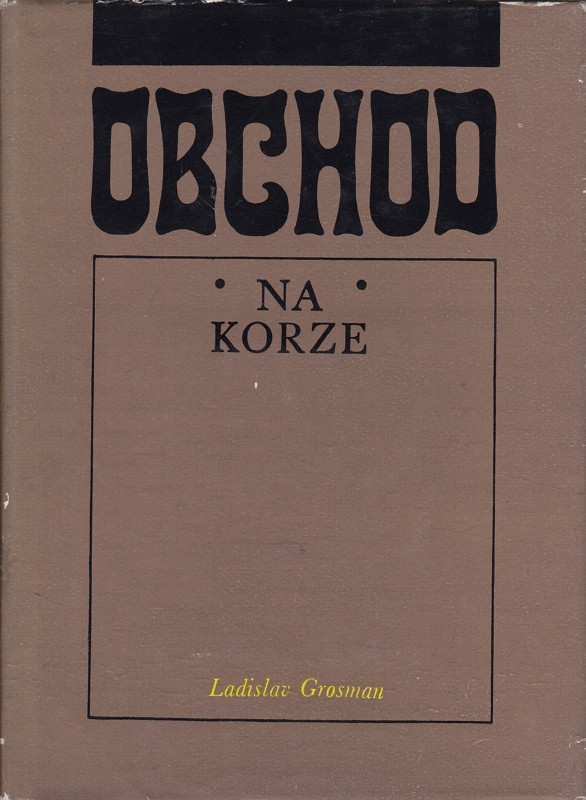 OBCHOD
• NA •
KORZE
Ladislav Grosman